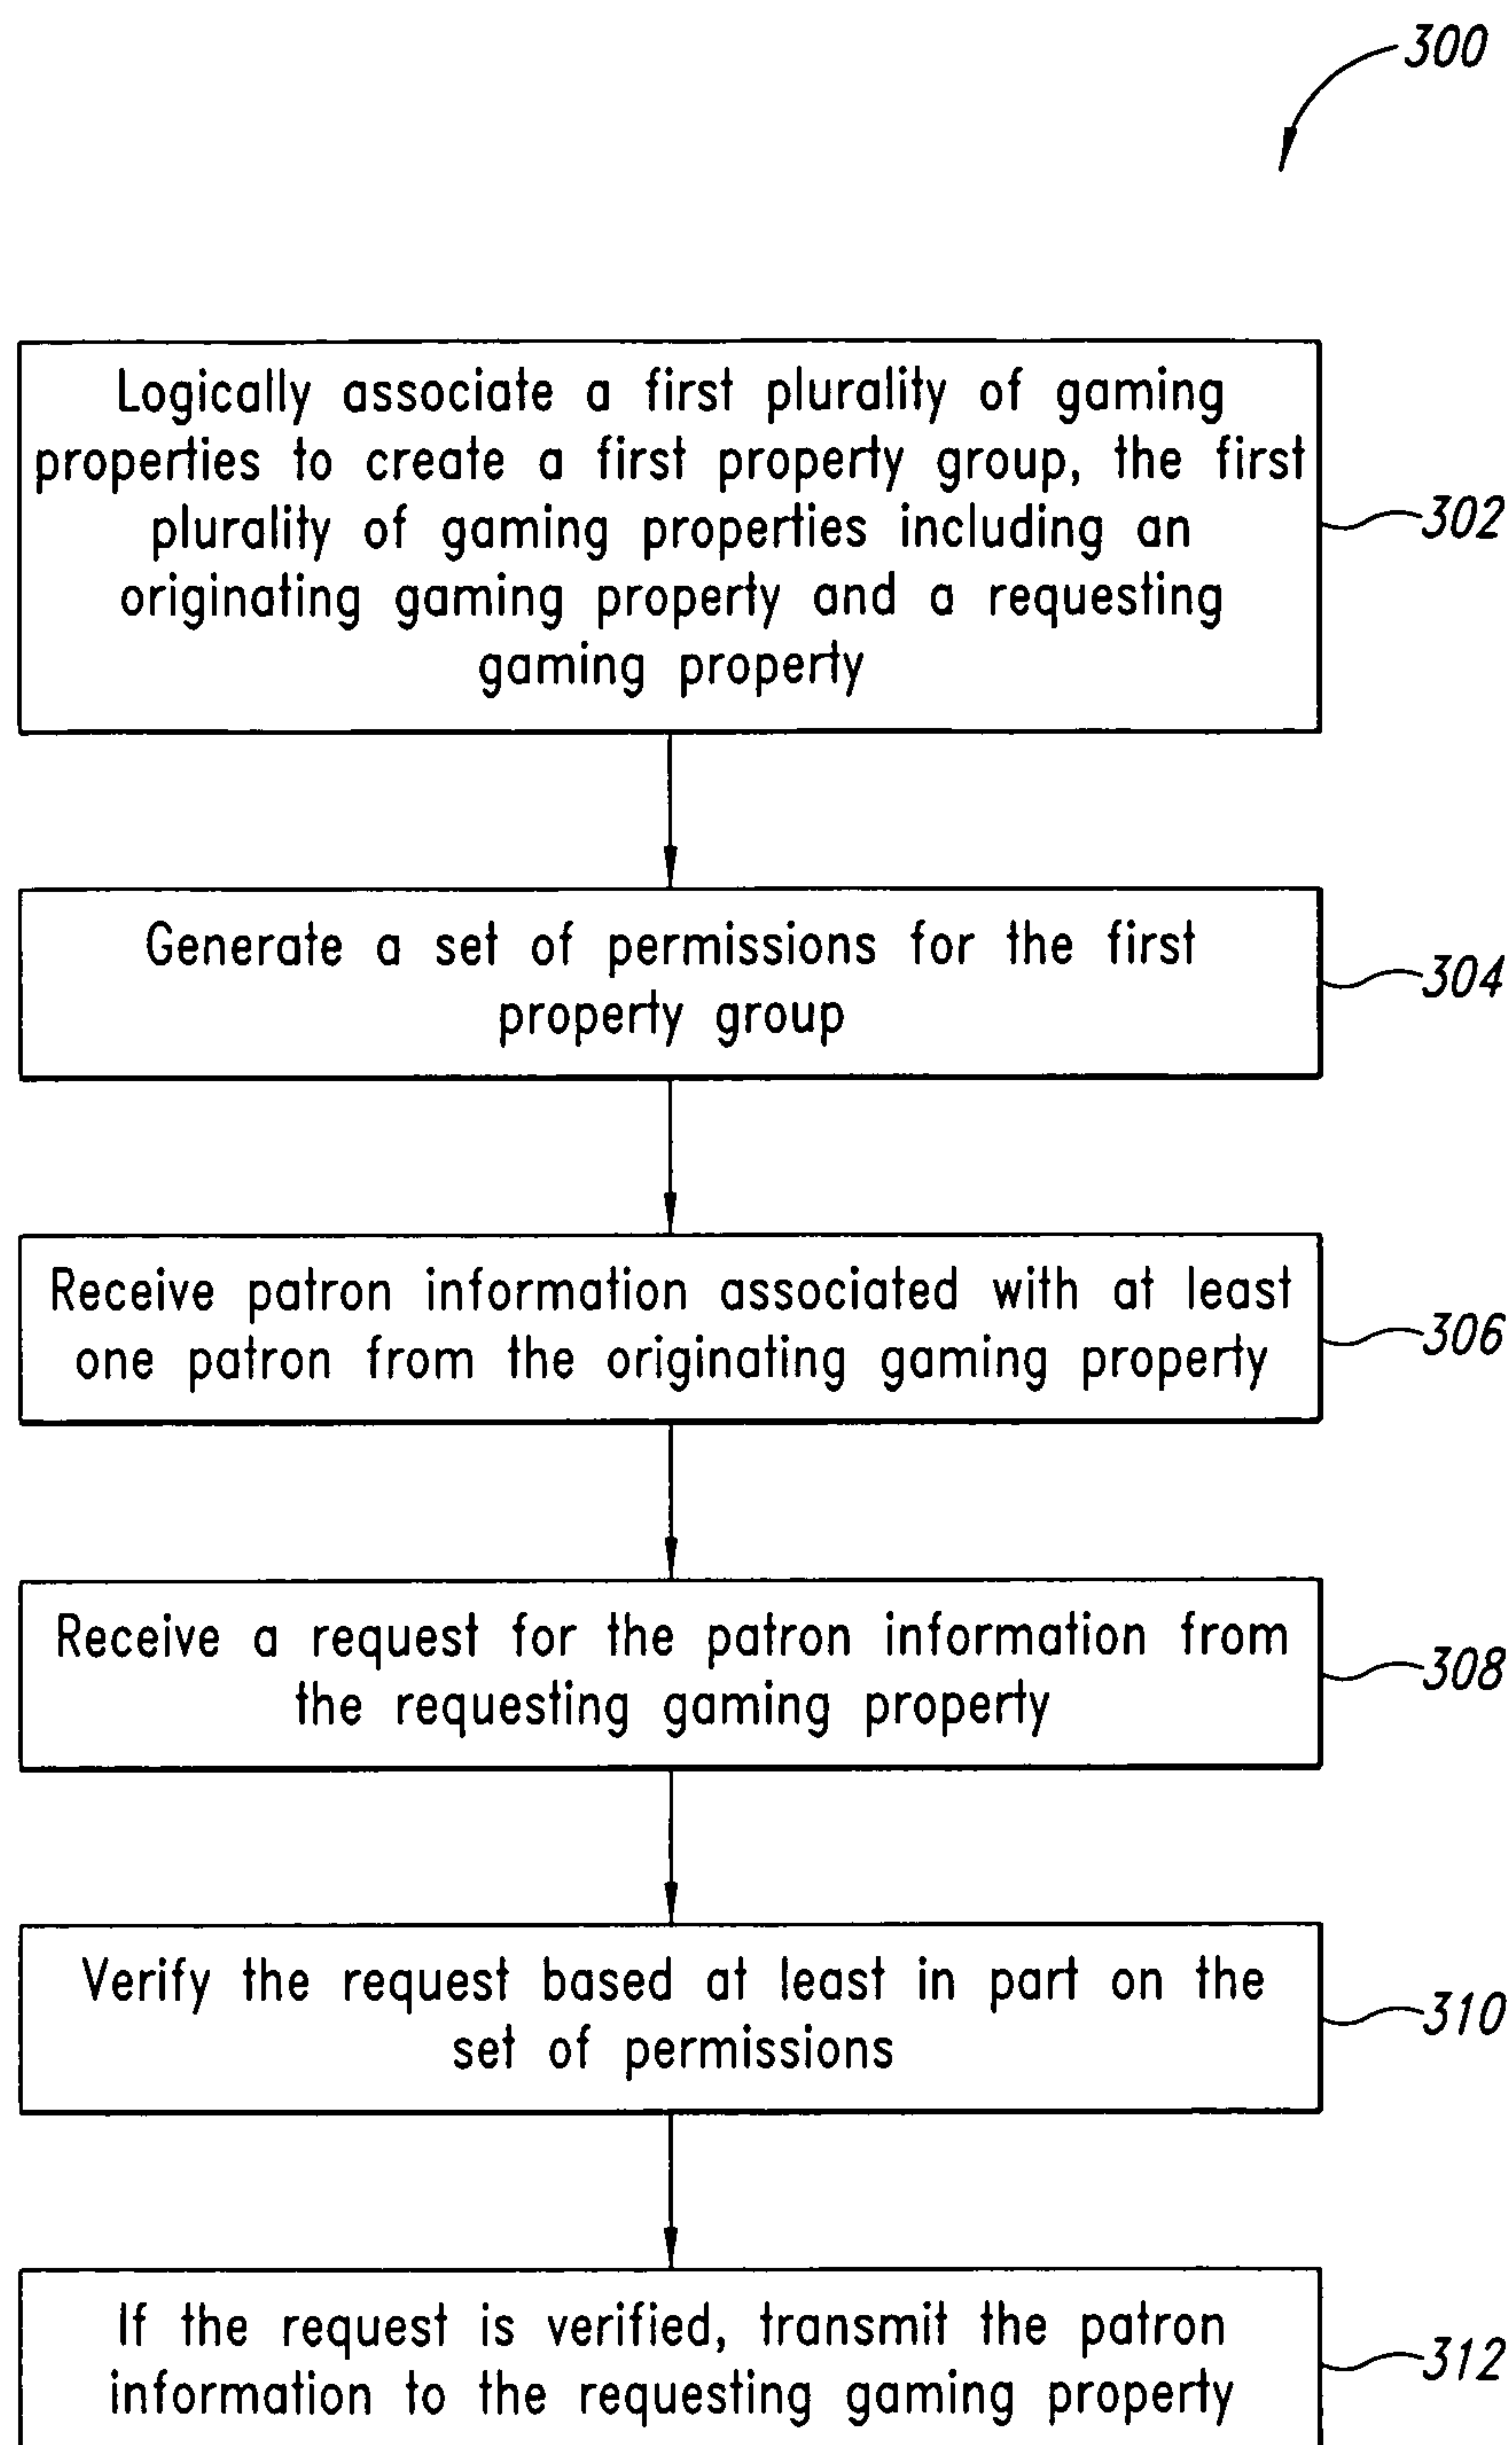 300
Logically associate a first plurality of gaming
properties to create a first property group, the first
plurality of gaming properties including an
originating gaming property and a requesting
gaming property
302
Generate a set of permissions for the first
property group
304
Receive patron information associated with at least
one patron from the originating gaming property
306
Receive a request for the patron information from
the requesting gaming property
308
Verify the request based at least in part on the
set of permissions
310
If the request is verified, transmit the patron
information to the requesting gaming property
312